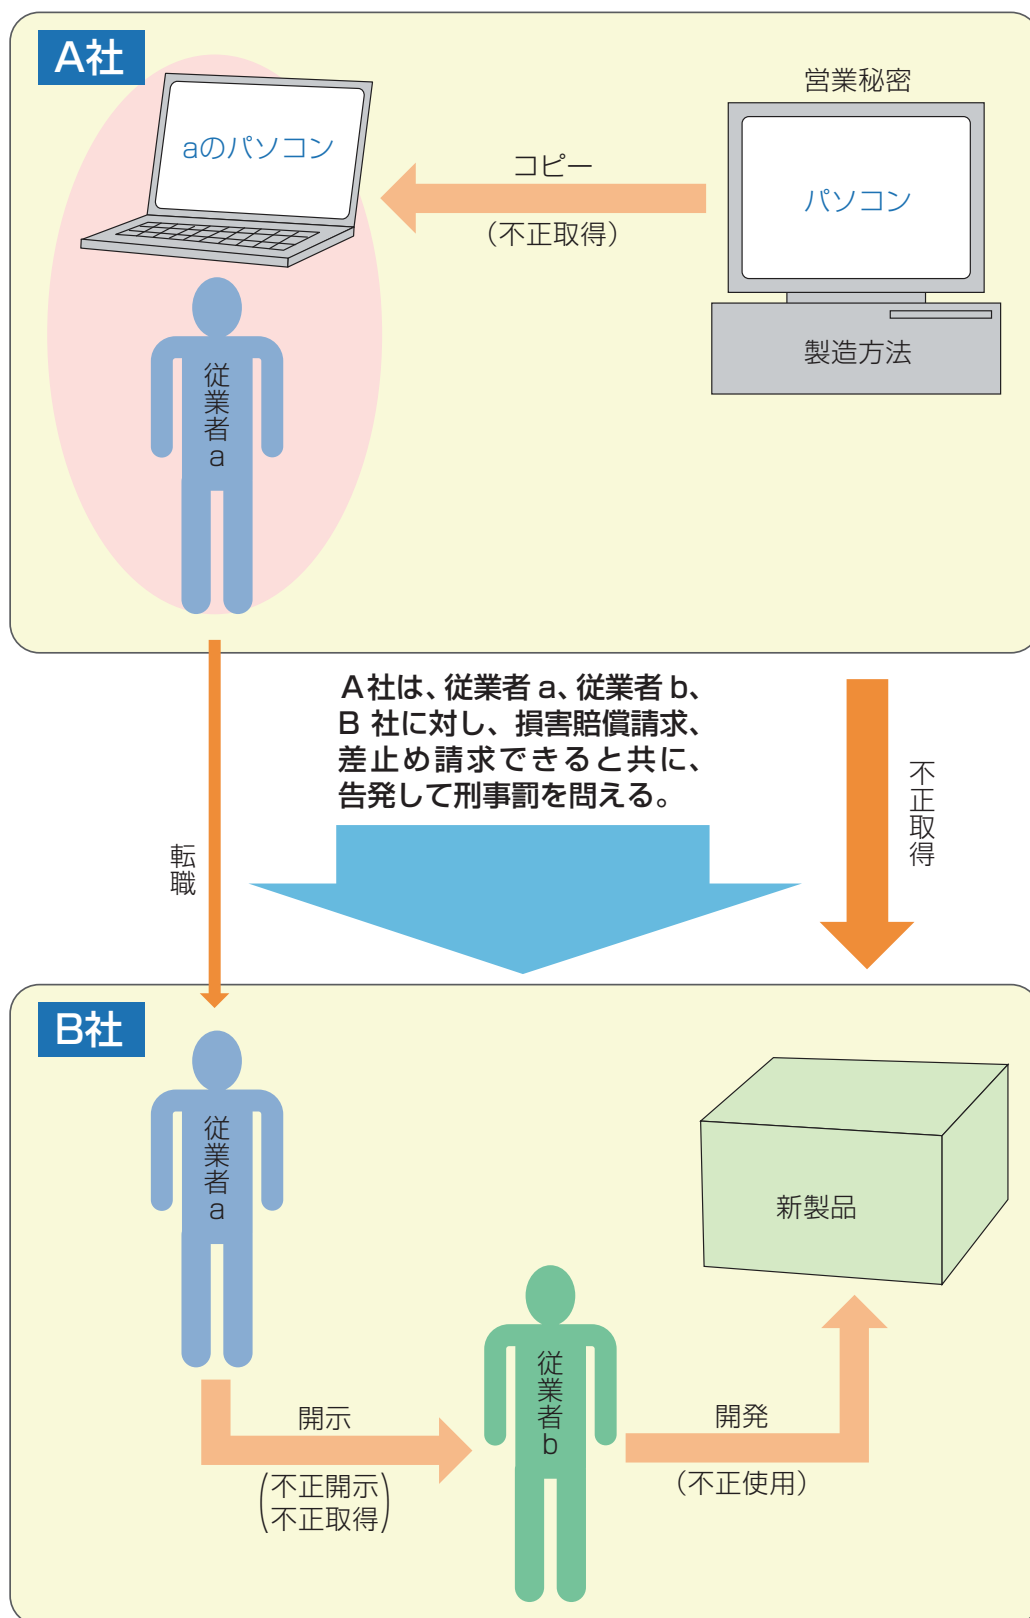 A社
営業秘密
aのパソコン
コピー
（不正取得）
パソコン
製造方法
従業者a
A社は、従業者a、従業者b、
B社に対し、損害賠償請求、
差止め請求できると共に、
告発して刑事罰を問える。
転職
不正取得
B社
従業者a
新製品
従業者b
開示
（不正開示
不正取得）
開発
（不正使用）